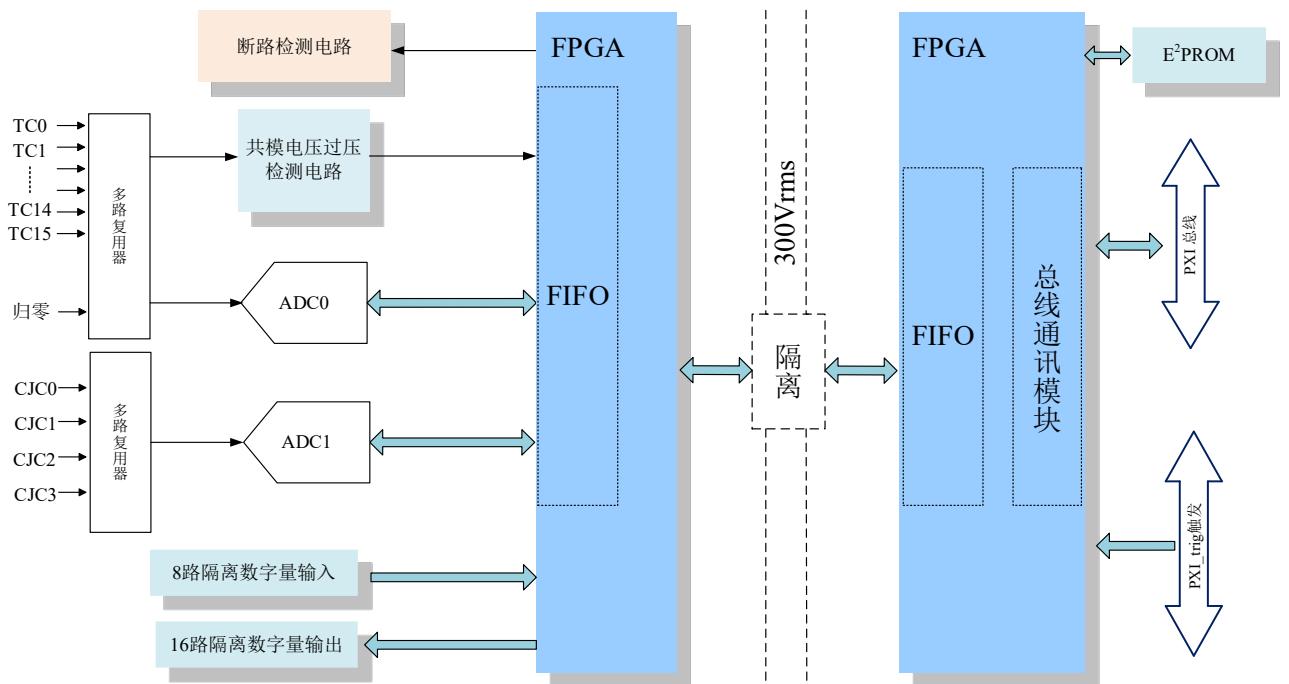 断路检测电路
FPGA
FPGA
E²PROM
TC0
TC1
TC14
TC15
归零
多路复用器
共模电压过压
检测电路
ADC0
FIFO
300Vrms
隔离
FIFO
总线通讯模块
PXI 总线
CJC0
CJC1
CJC2
CJC3
多路复用器
ADC1
PXI_trig触发
8路隔离数字量输入
16路隔离数字量输出